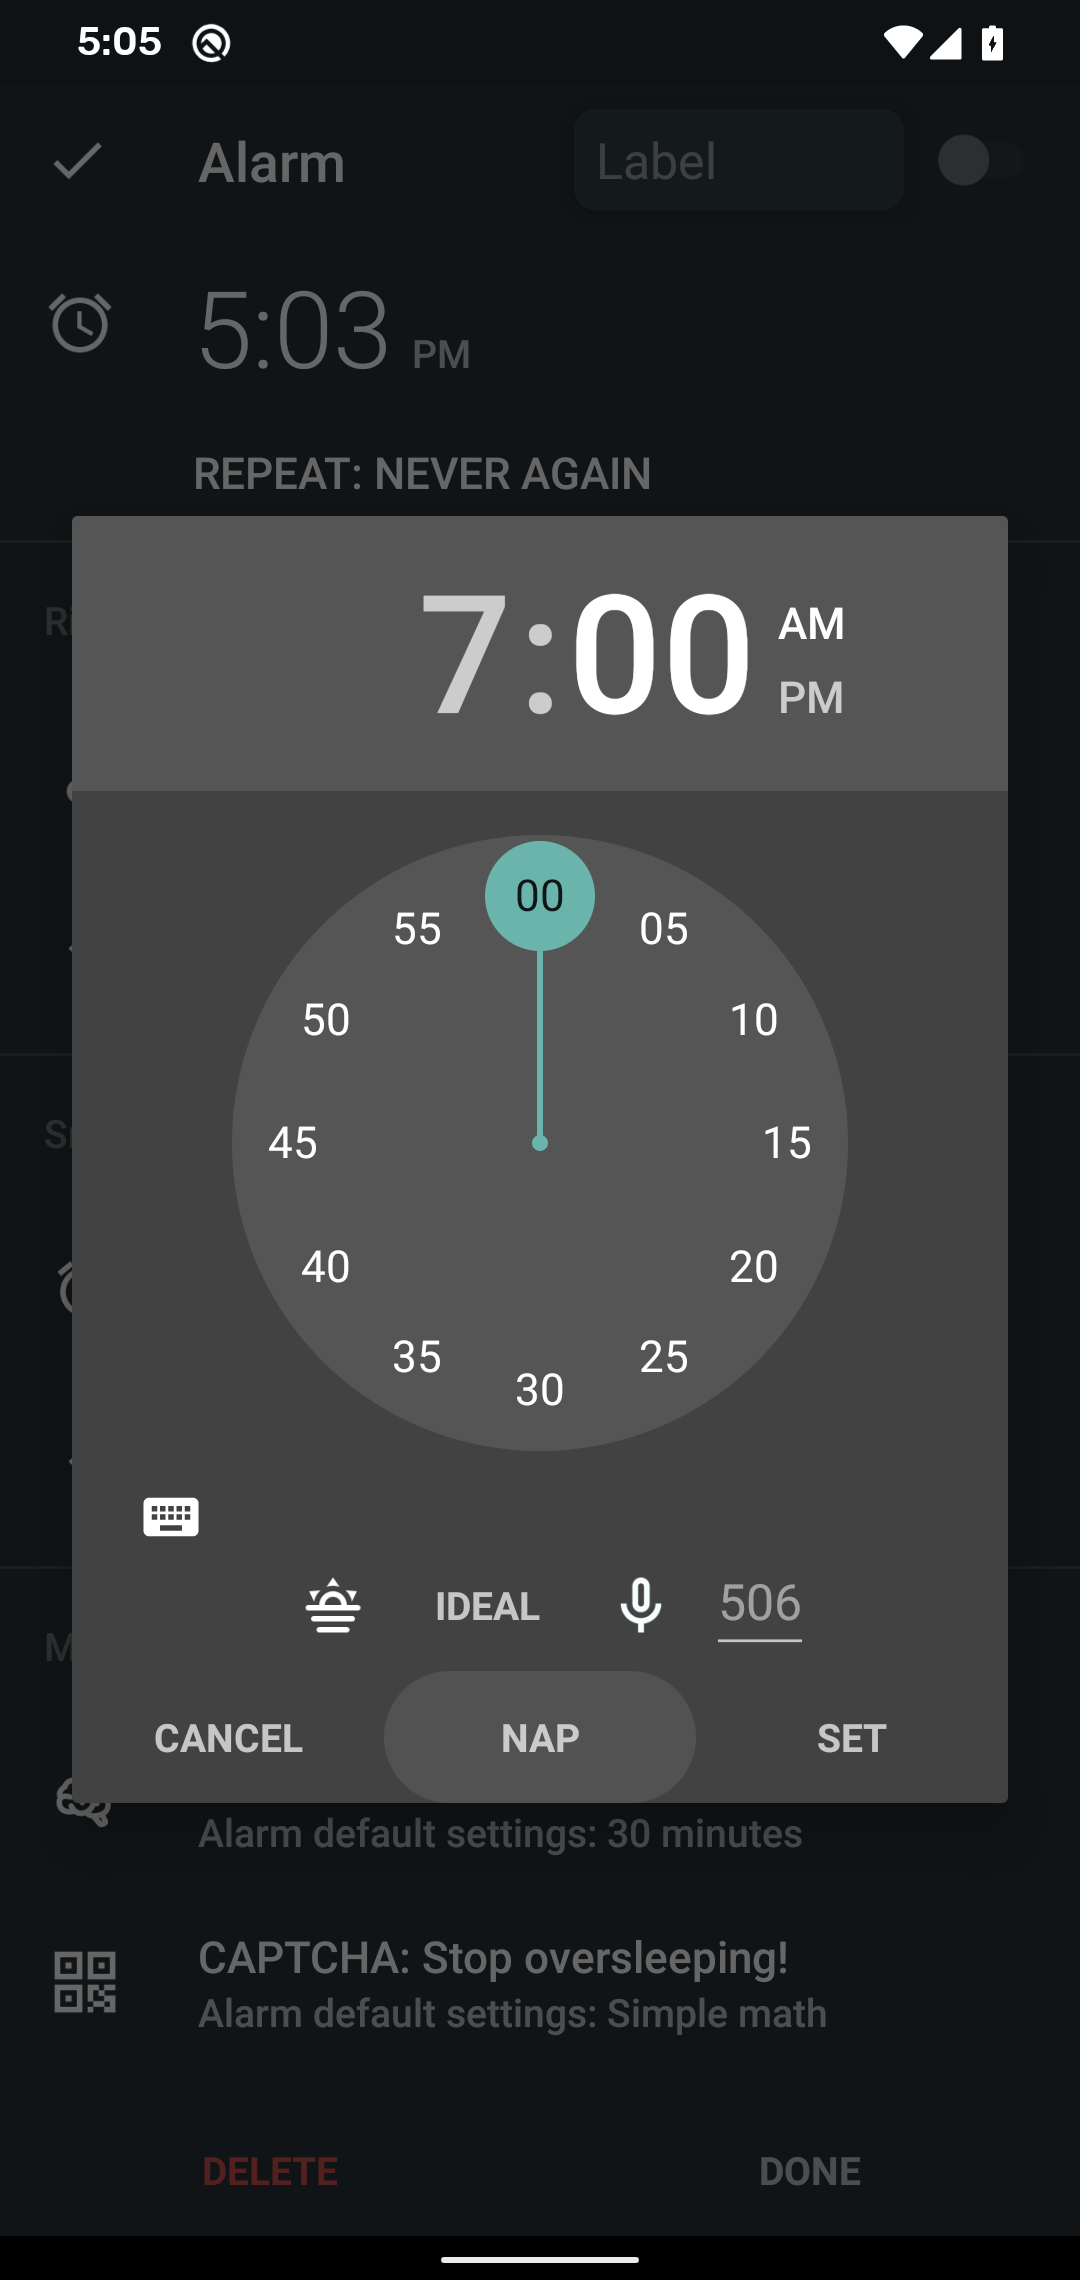 5:05
Alarm
Label
5:03 PM
REPEAT: NEVER AGAIN
7:00
AM
PM
00
55
05
50
10
45
15
40
20
35
25
30
IDEAL
506
CANCEL
NAP
SET
Alarm default settings: 30 minutes
CAPTCHA: Stop oversleeping!
Alarm default settings: Simple math
DELETE
DONE